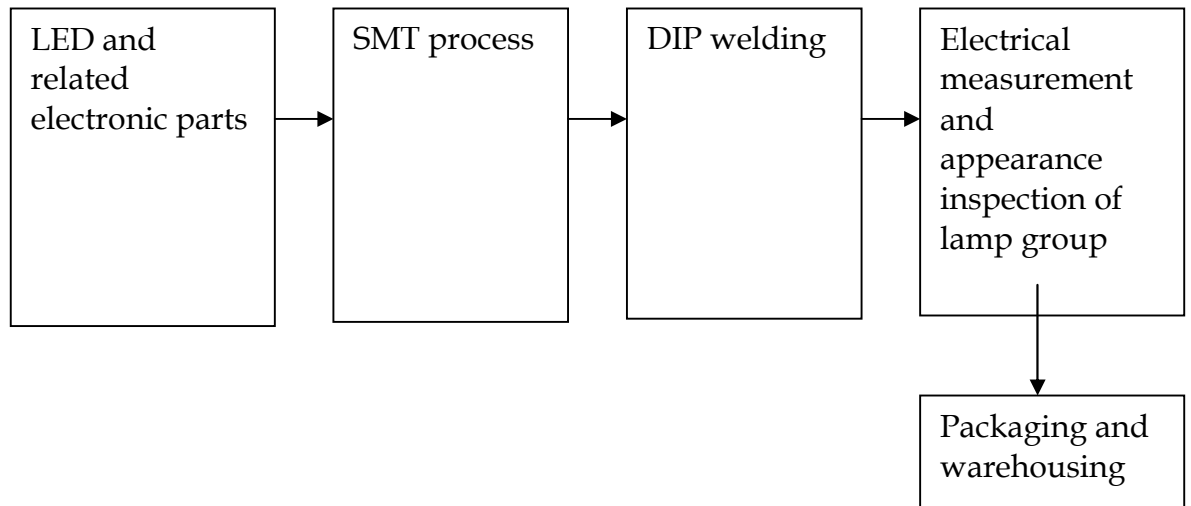 LED and
related
electronic parts
SMT process
DIP welding
Electrical
measurement
and
appearance
inspection of
lamp group
Packaging and
warehousing